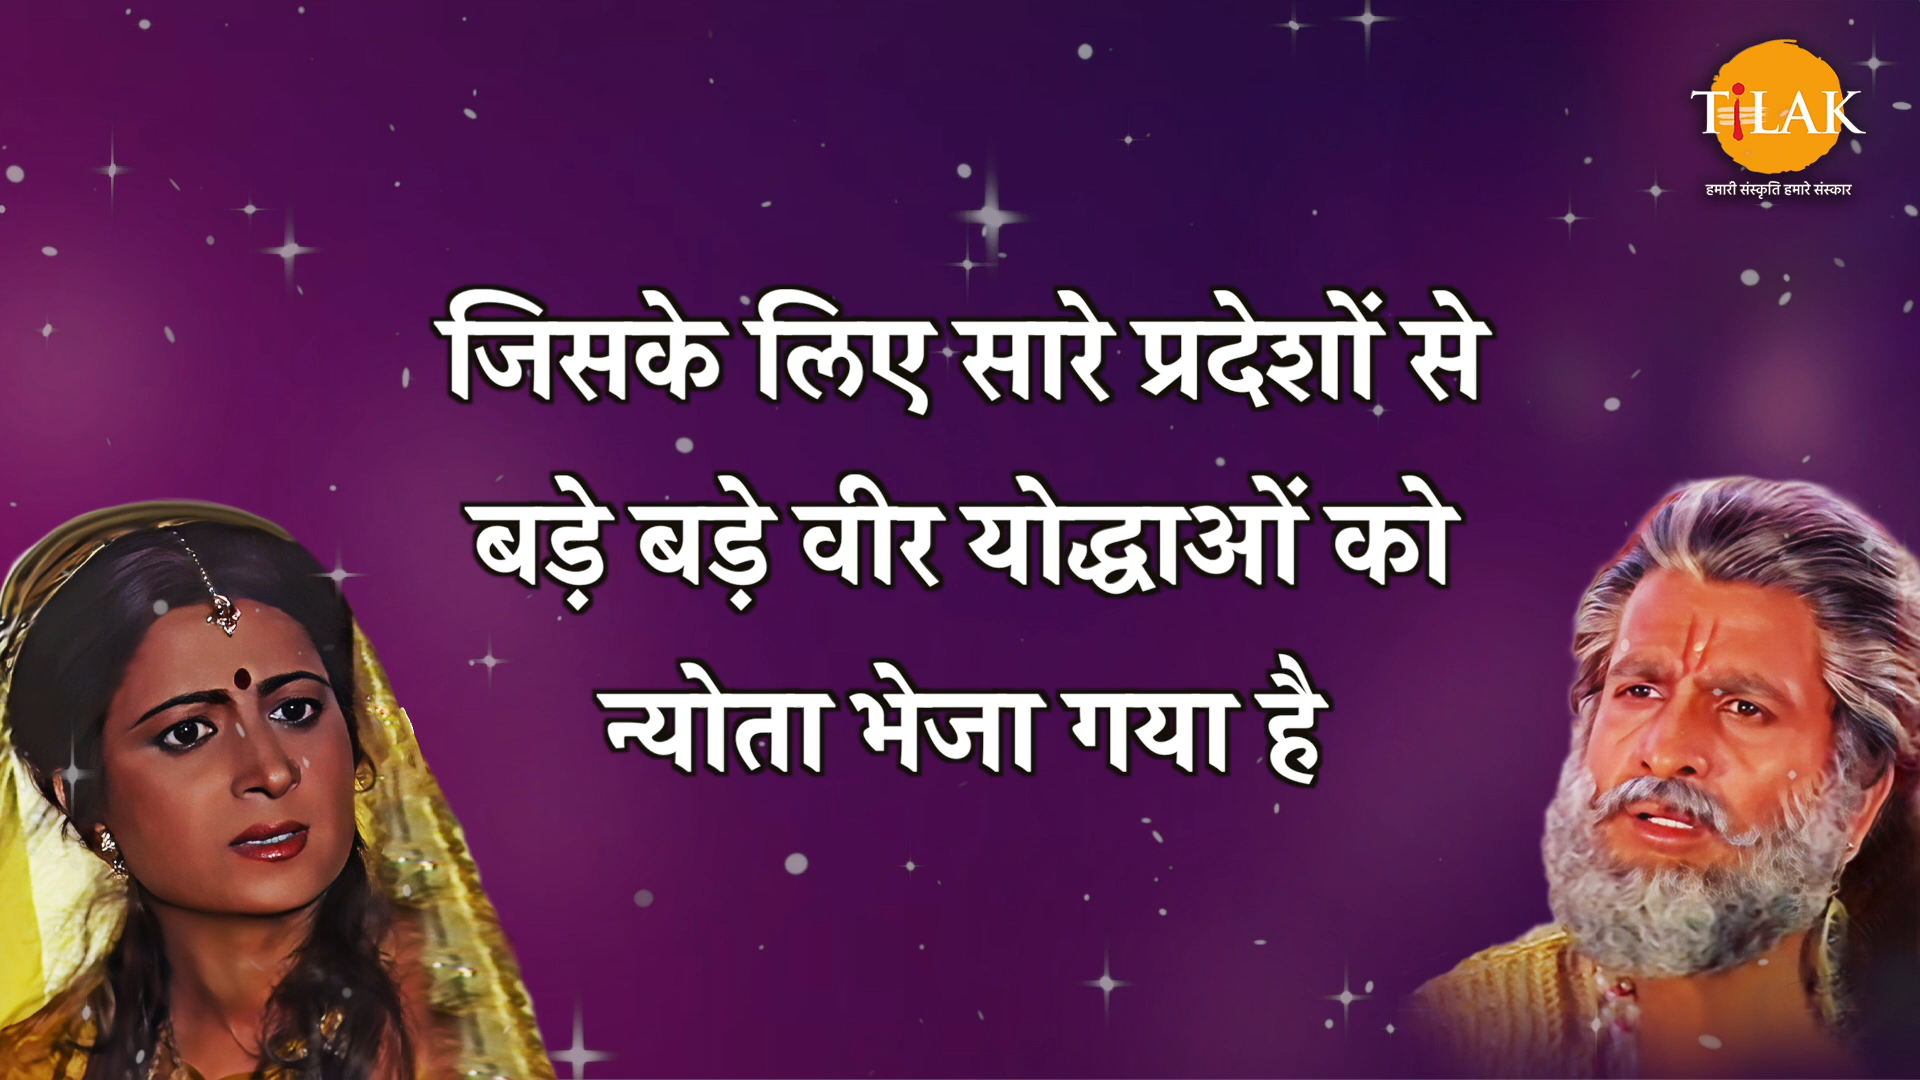 TiLAK
हमारी संस्कृति हमारे संस्कार
जिसके लिए सारे प्रदेशों से
बड़े बड़े वीर योद्धाओं को
न्योता भेजा गया है